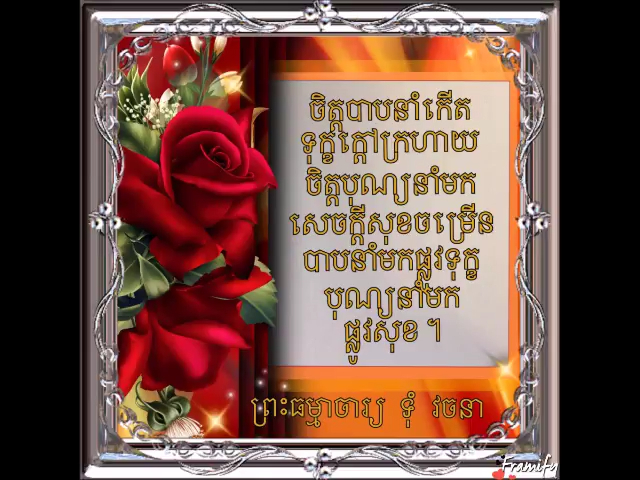 ចិត្តបាបនាំកើត
ទុក្ខក្ដៅក្រហាយ
ចិត្តបុណ្យនាំមក
សេចក្ដីសុខចម្រើន
បាបនាំមកផ្លូវទុក្ខ
បុណ្យនាំមក
ផ្លូវសុខ ។
ព្រះធម្មាចារ្យ ទុំ វចនា
Framify